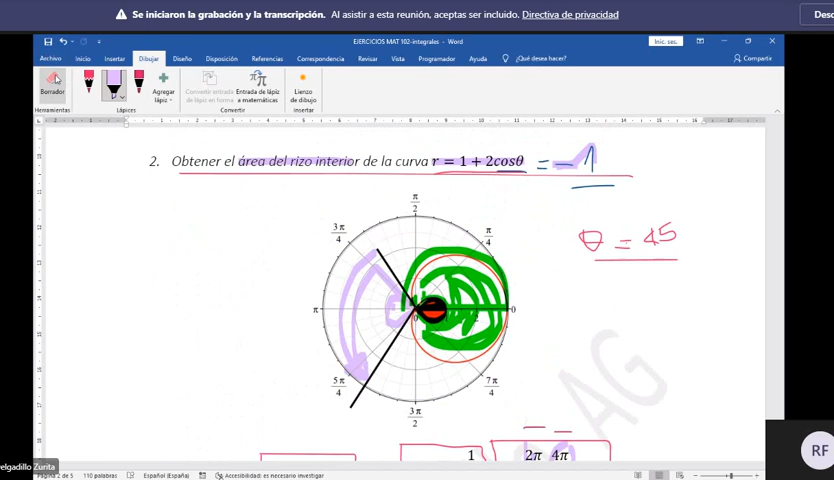 Se iniciaron la grabación y la transcripción. Al asistir a esta reunión, aceptas ser incluido. Directiva de privacidad
EJERCICIOS MAT 102-integrales - Word
Inic. ses.
Archivo Inicio Insertar Dibujar Diseño Disposición Referencias Correspondencia Revisar Vista Programador Ayuda ¿Qué desea hacer? Compartir
Borrador
Agregar lápiz
Convertir entrada de lápiz en forma
Entrada de lápiz a matemáticas
Lienzo de dibujo
Herramientas Lápices Convertir Insertar
2. Obtener el área del rizo interior de la curva r = 1 + 2cosθ = -1
π/2
3π/4 π/4
θ = 45
π 0 2 0
5π/4 7π/4
3π/2
AG
RF
1 2π 4π
elgadillo Zurita
Página 2 de 5 110 palabras Español (España) Accesibilidad: es necesario investigar